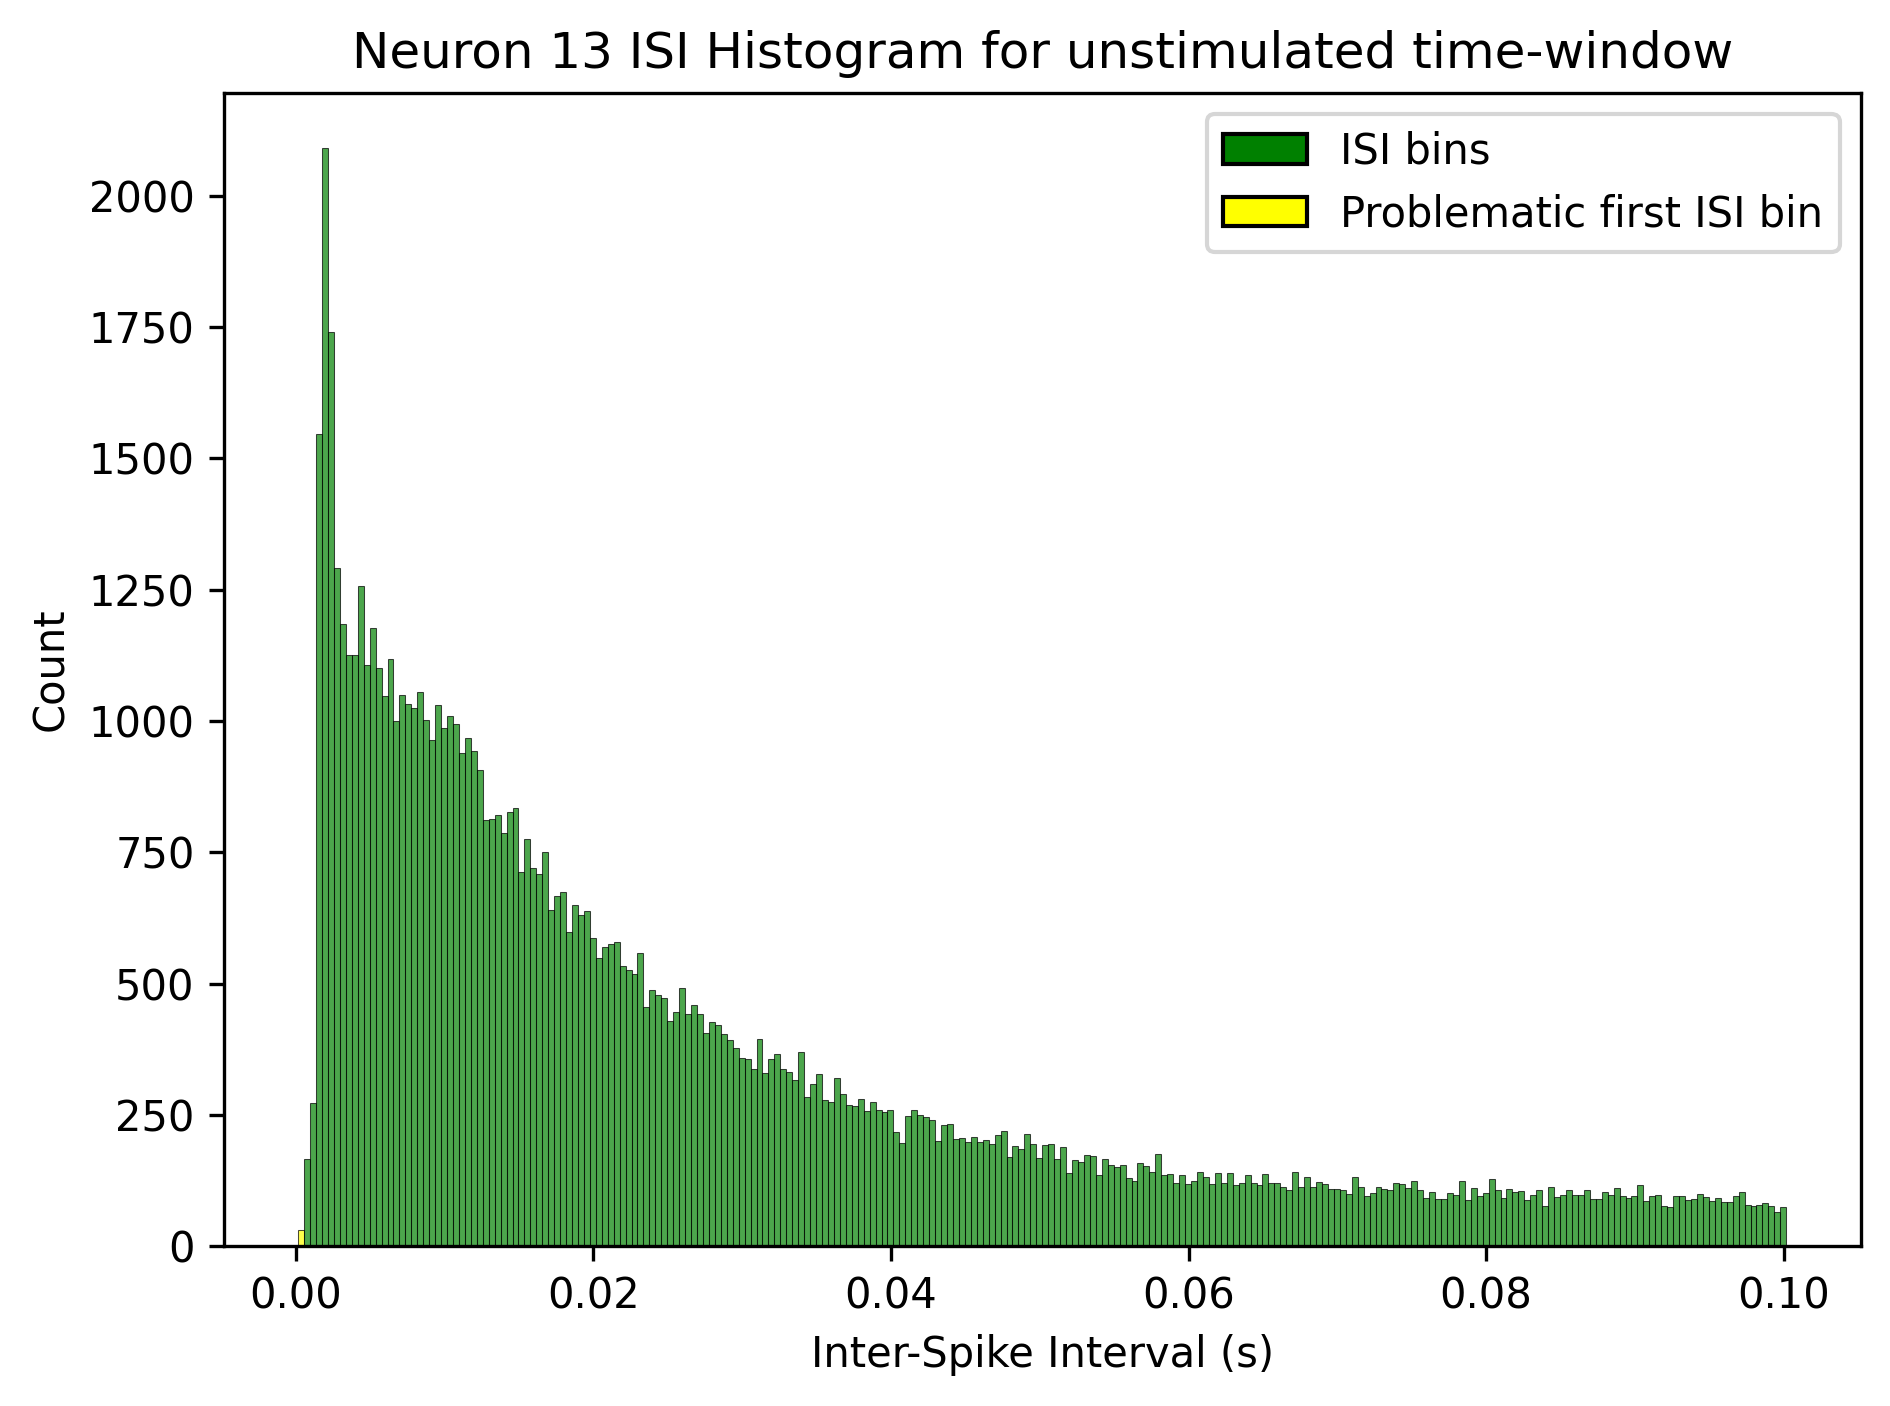 Neuron 13 ISI Histogram for unstimulated time-window
ISI bins
Problematic first ISI bin
2000
1750
1500
1250
1000
750
500
250
0
Count
0.00 0.02 0.04 0.06 0.08 0.10
Inter-Spike Interval (s)